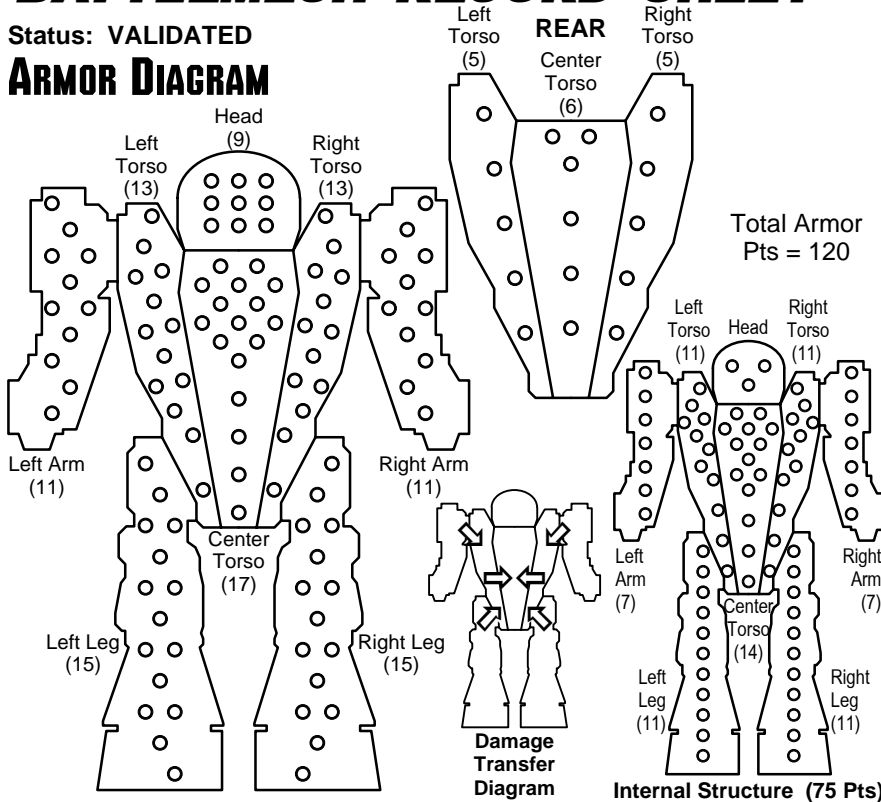 BATTLEMECH RECORD SHEET
Status: VALIDATED
ARMOR DIAGRAM
Head
(9)
Left
Torso
(13)
Right
Torso
(13)
Left Arm
(11)
Right Arm
(11)
Center
Torso
(17)
Left Leg
(15)
Right Leg
(15)
Left
Torso
(5)
REAR
Center
Torso
(6)
Right
Torso
(5)
Total Armor
Pts = 120
Left
Torso
(11)
Head
Right
Torso
(11)
Left
Arm
(7)
Right
Arm
(7)
Center
Torso
(14)
Left
Leg
(11)
Right
Leg
(11)
Damage
Transfer
Diagram
Internal Structure (75 Pts)